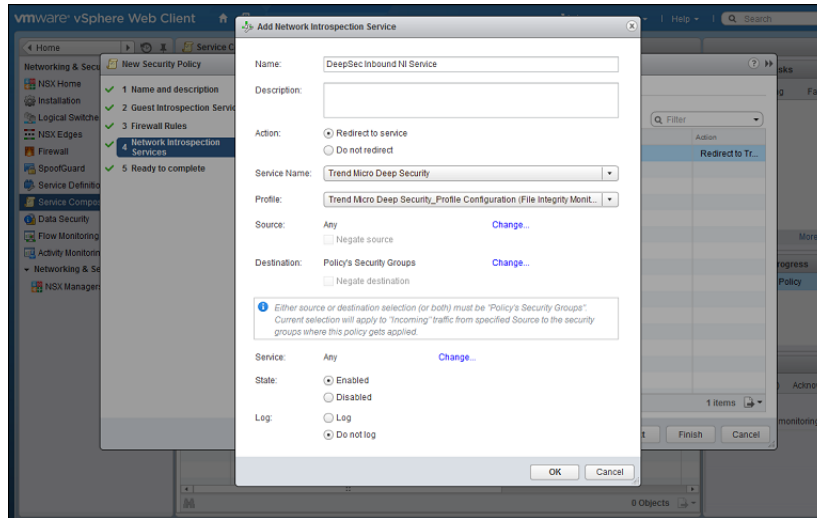 vmware® vSphere Web Client
Help
Search
Add Network Introspection Service
Home
Service C
Networking & Secu
NSX Home
Installation
Logical Switche
NSX Edges
Firewall
SpoofGuard
Service Definitio
Service Compos
Data Security
Flow Monitoring
Activity Monitorin
Networking & Se
NSX Managers
New Security Policy
1 Name and description
2 Guest Introspection Servic
3 Firewall Rules
4 Network Introspection
Services
5 Ready to complete
Name: DeepSec Inbound NI Service
Description:
Action: Redirect to service
Do not redirect
Service Name: Trend Micro Deep Security
Profile: Trend Micro Deep Security_Profile Configuration (File Integrity Monit...
Source: Any Change...
Negate source
Destination: Policy's Security Groups Change...
Negate destination
Either source or destination selection (or both) must be "Policy's Security Groups".
Current selection will apply to "Incoming" traffic from specified Source to the security
groups where this policy gets applied.
Service: Any Change...
State: Enabled
Disabled
Log: Log
Do not log
OK Cancel
Filter
Action
Redirect to Tr...
1 items
Finish Cancel
0 Objects
sks
Fa
More
rogress
Policy
Ackno
monitoring